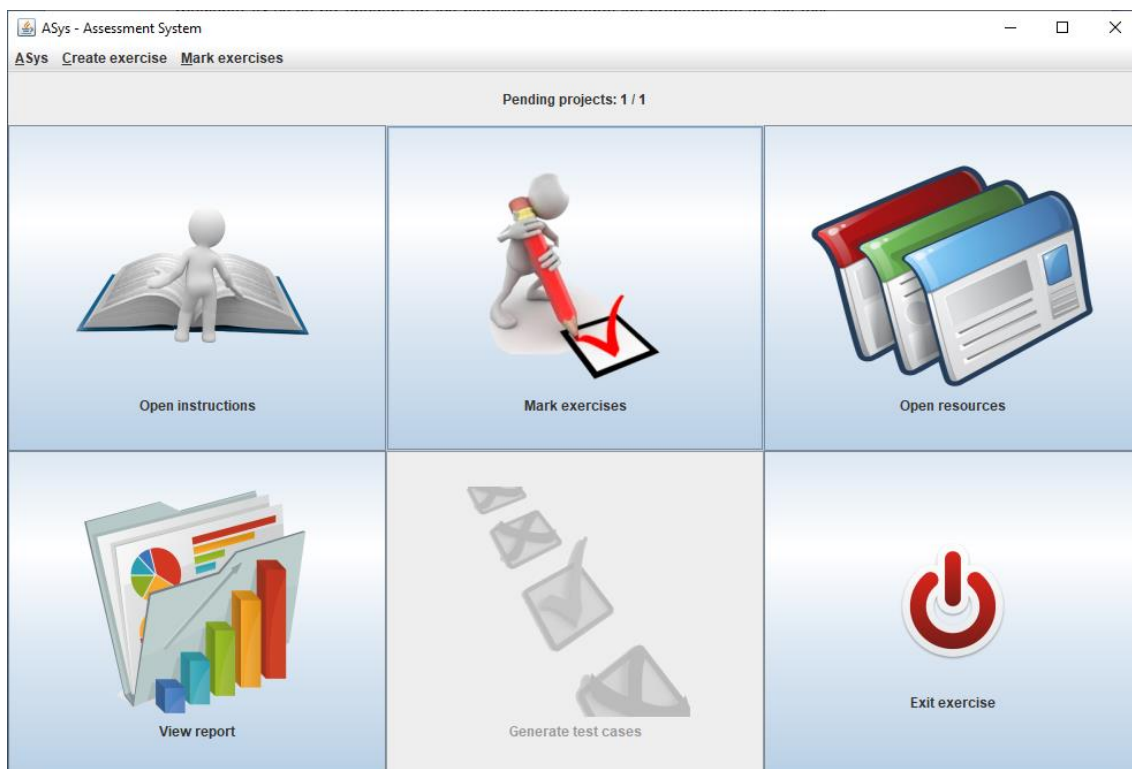 ASys - Assessment System
ASys Create exercise Mark exercises
Pending projects: 1 / 1
Open instructions
Mark exercises
Open resources
View report
Generate test cases
Exit exercise